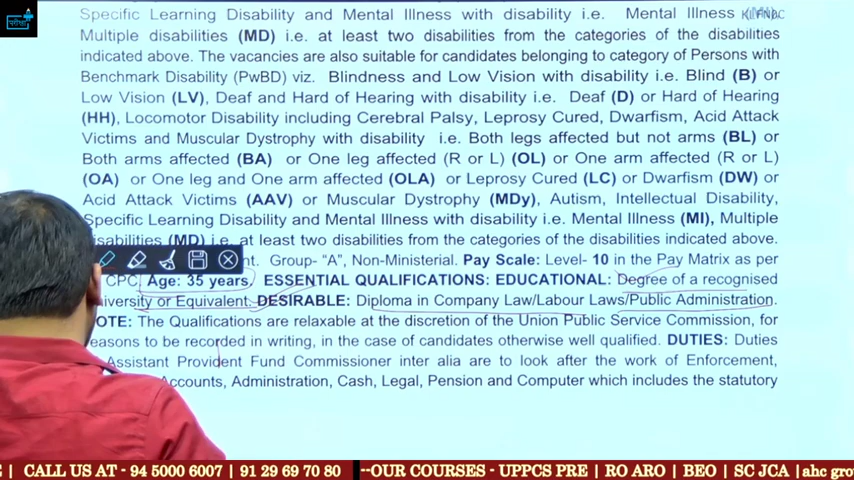 Specific Learning Disability and Mental Illness with disability i.e. Mental Illness
Multiple disabilities (MD) i.e. at least two disabilities from the categories of the disabilities
indicated above. The vacancies are also suitable for candidates belonging to category of Persons with
Benchmark Disability (PwBD) viz. Blindness and Low Vision with disability i.e. Blind (B) or
Low Vision (LV), Deaf and Hard of Hearing with disability i.e. Deaf (D) or Hard of Hearing
(HH), Locomotor Disability including Cerebral Palsy, Leprosy Cured, Dwarfism, Acid Attack
Victims and Muscular Dystrophy with disability i.e. Both legs affected but not arms (BL) or
Both arms affected (BA) or One leg affected (R or L) (OL) or One arm affected (R or L)
(OA) or One leg and One arm affected (OLA) or Leprosy Cured (LC) or Dwarfism (DW) or
Acid Attack Victims (AAV) or Muscular Dystrophy (MDy), Autism, Intellectual Disability,
Specific Learning Disability and Mental Illness with disability i.e. Mental Illness (MI), Multiple
disabilities (MD) i.e. at least two disabilities from the categories of the disabilities indicated above.
Group- “A”, Non-Ministerial. Pay Scale: Level- 10 in the Pay Matrix as per
CPC Age: 35 years. ESSENTIAL QUALIFICATIONS: EDUCATIONAL: Degree of a recognised
or Equivalent. DESIRABLE: Diploma in Company Law/Labour Laws/Public Administration.
OTE: The Qualifications are relaxable at the discretion of the Union Public Service Commission, for
easons to be recorded in writing, in the case of candidates otherwise well qualified. DUTIES: Duties
Assistant Provident Fund Commissioner inter alia are to look after the work of Enforcement,
Accounts, Administration, Cash, Legal, Pension and Computer which includes the statutory
| CALL US AT - 94 5000 6007 | 91 29 69 70 80 --OUR COURSES - UPPCS PRE | RO ARO | BEO | SC JCA |ahc gro